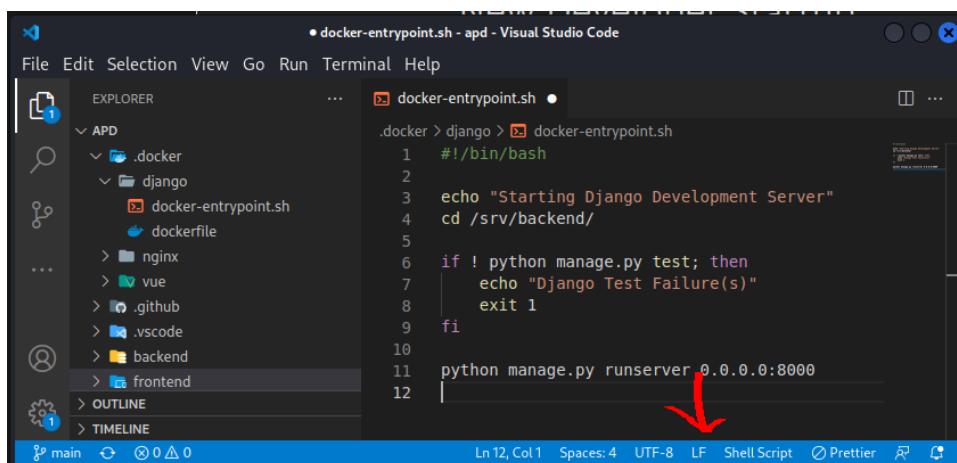 docker-entrypoint.sh - apd - Visual Studio Code
File Edit Selection View Go Run Terminal Help
EXPLORER
docker-entrypoint.sh
APD
.docker
django
docker-entrypoint.sh
dockerfile
nginx
vue
.github
.vscode
backend
frontend
OUTLINE
TIMELINE
1
1
.docker > django > docker-entrypoint.sh
1 #!/bin/bash
2
3 echo "Starting Django Development Server"
4 cd /srv/backend/
5
6 if ! python manage.py test; then
7 echo "Django Test Failure(s)"
8 exit 1
9 fi
10
11 python manage.py runserver 0.0.0.0:8000
12
main 0 0 Ln 12, Col 1 Spaces: 4 UTF-8 LF Shell Script Prettier